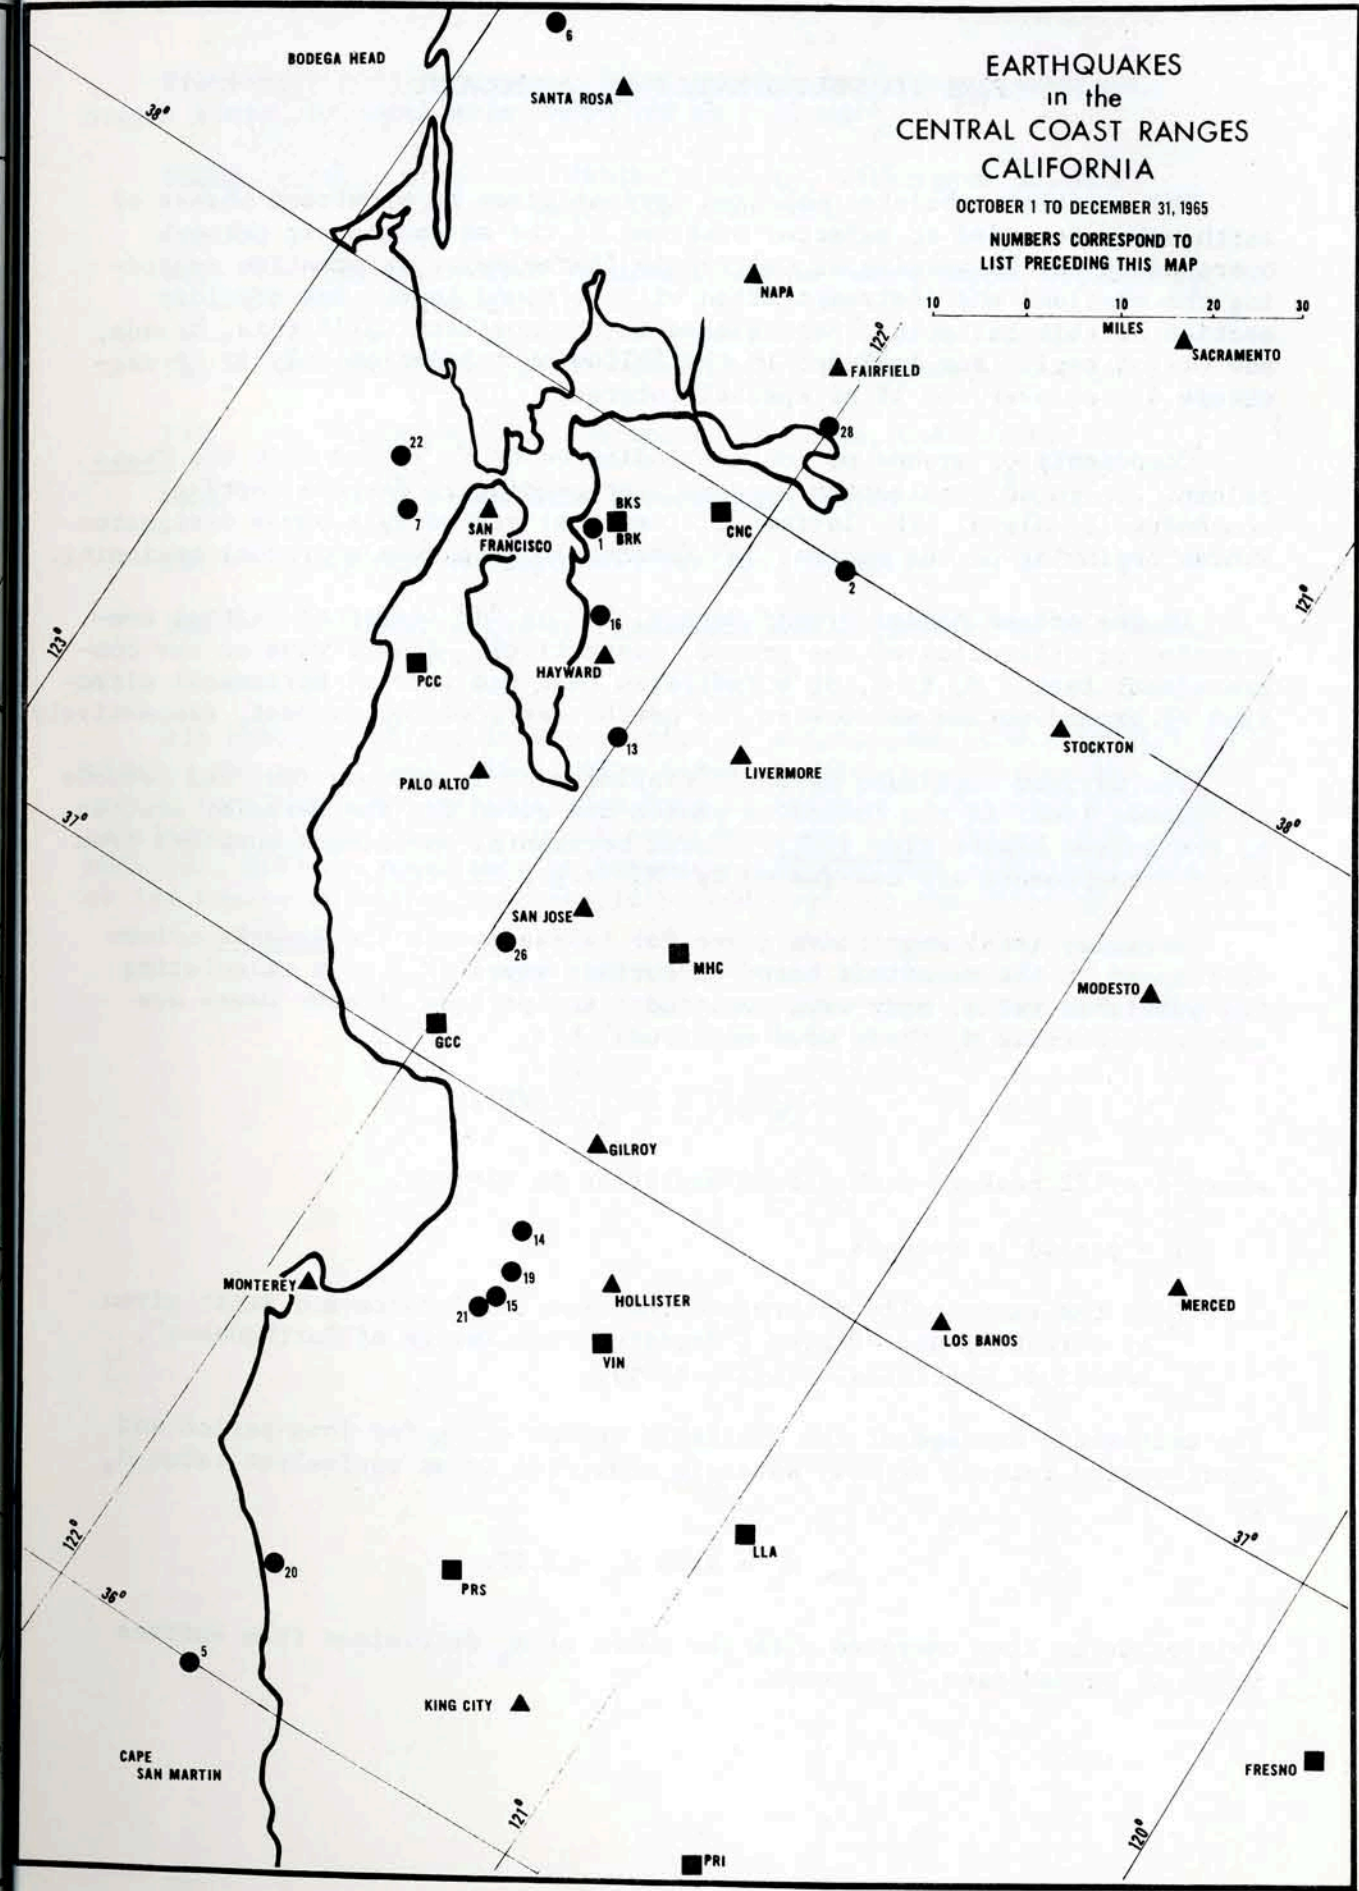 6
BODEGA HEAD
SANTA ROSA
38°
EARTHQUAKES
in the
CENTRAL COAST RANGES
CALIFORNIA
OCTOBER 1 TO DECEMBER 31, 1965
NUMBERS CORRESPOND TO
LIST PRECEDING THIS MAP
10 0 10 20 30
MILES
NAPA
SACRAMENTO
122°
FAIRFIELD
28
22
7
SAN
FRANCISCO
BKS
BRK
1
CNC
2
121°
16
123°
HAYWARD
PCC
13
STOCKTON
LIVERMORE
PALO ALTO
37°
38°
SAN JOSE
26
MHC
MODESTO
GCC
GILROY
14
19
MONTEREY
15
21
HOLLISTER
MERCED
LOS BANOS
VIN
122°
37°
LLA
20
PRS
36°
5
KING CITY
CAPE
SAN MARTIN
FRESNO
121°
120°
PRI